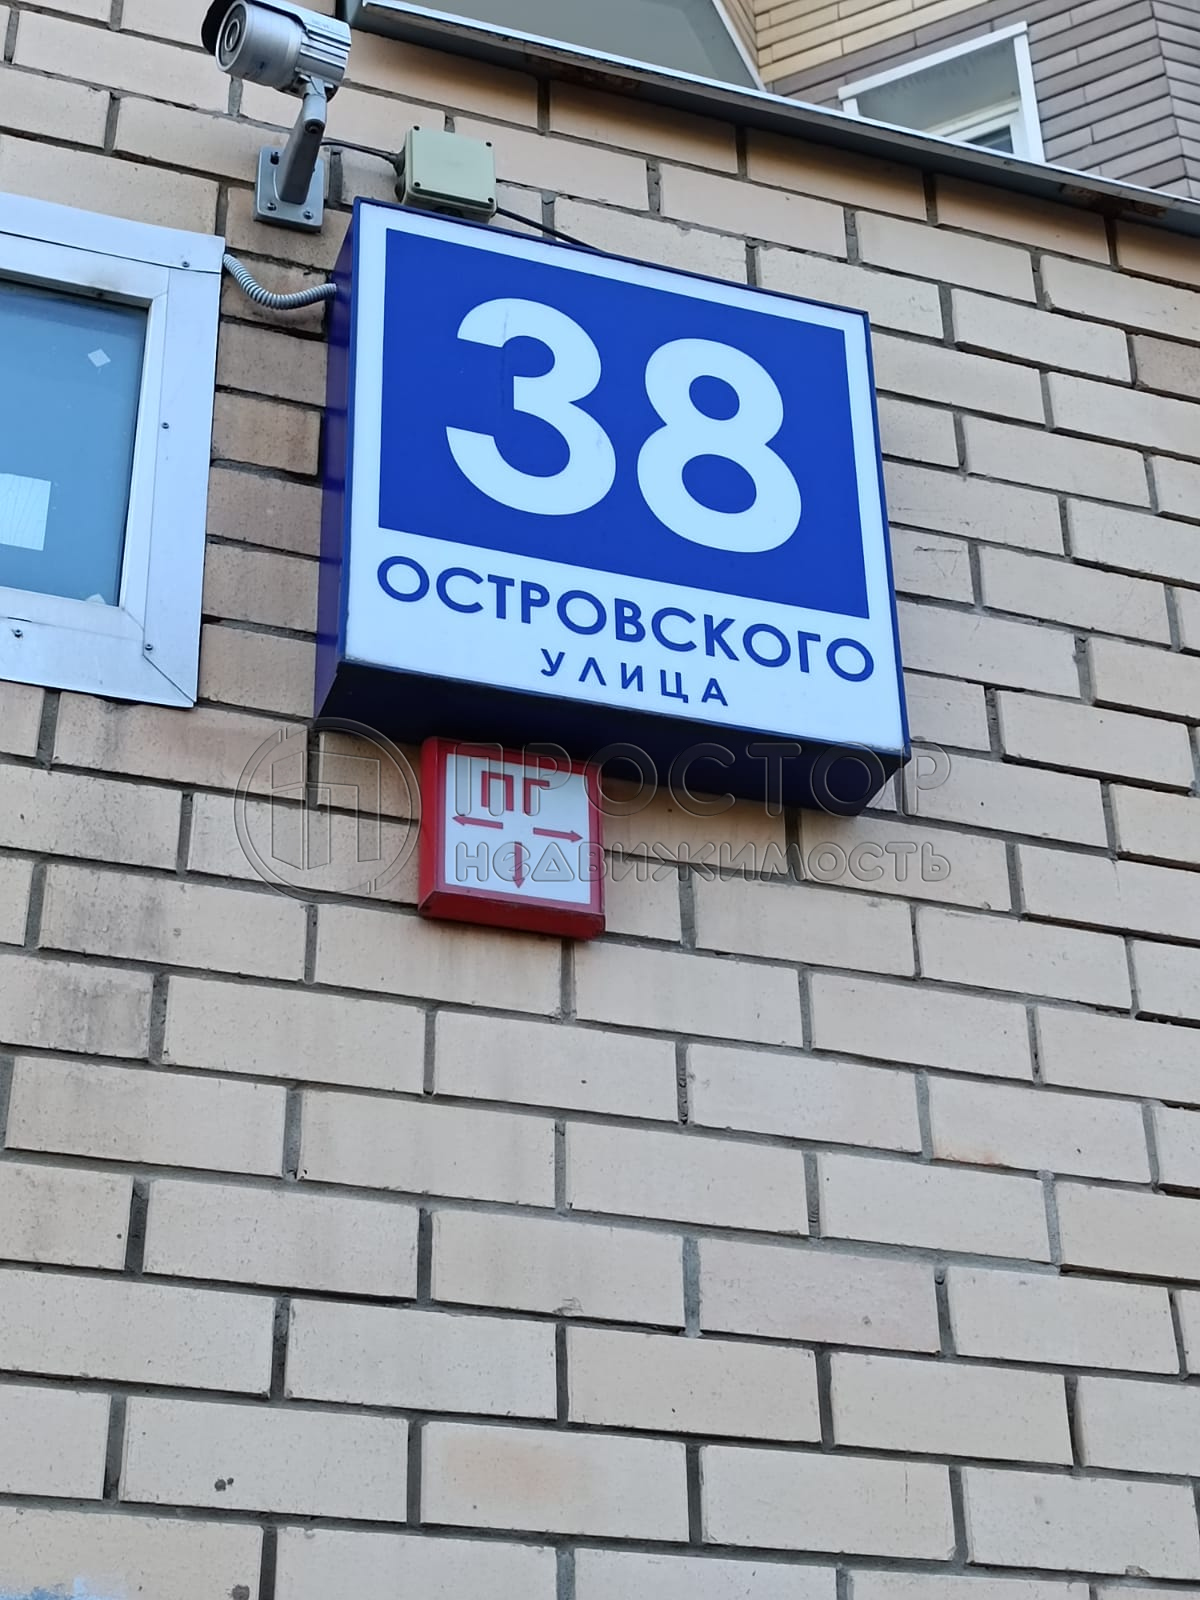 38
ОСТРОВСКОГО
УЛИЦА
ПГ
ПРОСТОР
недвижимость